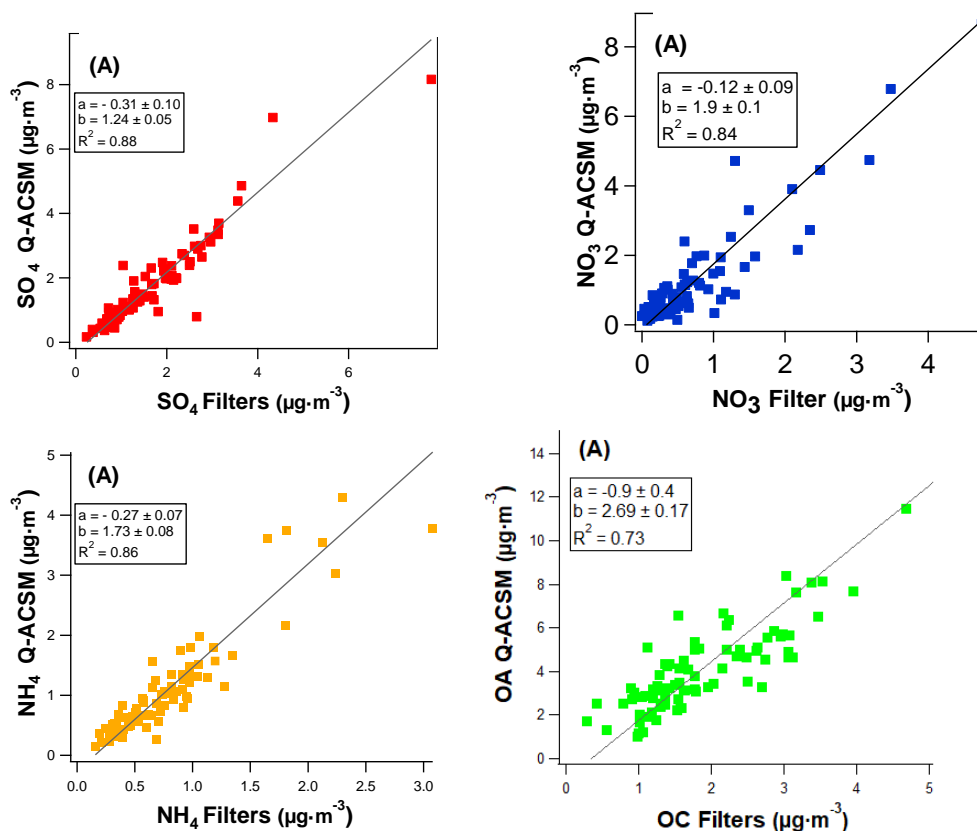 (A)
a = - 0.31 ± 0.10
b = 1.24 ± 0.05
R² = 0.88
8
6
4
2
0
0
2
4
6
SO₄ Q-ACSM (µg·m⁻³)
SO₄ Filters (µg·m⁻³)
(A)
a = -0.12 ± 0.09
b = 1.9 ± 0.1
R² = 0.84
8
6
4
2
0
0
1
2
3
4
NO₃ Q-ACSM (µg·m⁻³)
NO₃ Filter (µg·m⁻³)
(A)
a = - 0.27 ± 0.07
b = 1.73 ± 0.08
R² = 0.86
5
4
3
2
1
0
0.0
0.5
1.0
1.5
2.0
2.5
3.0
NH₄ Q-ACSM (µg·m⁻³)
NH₄ Filters (µg·m⁻³)
(A)
a = -0.9 ± 0.4
b = 2.69 ± 0.17
R² = 0.73
14
12
10
8
6
4
2
0
0
1
2
3
4
5
OA Q-ACSM (µg·m⁻³)
OC Filters (µg·m⁻³)